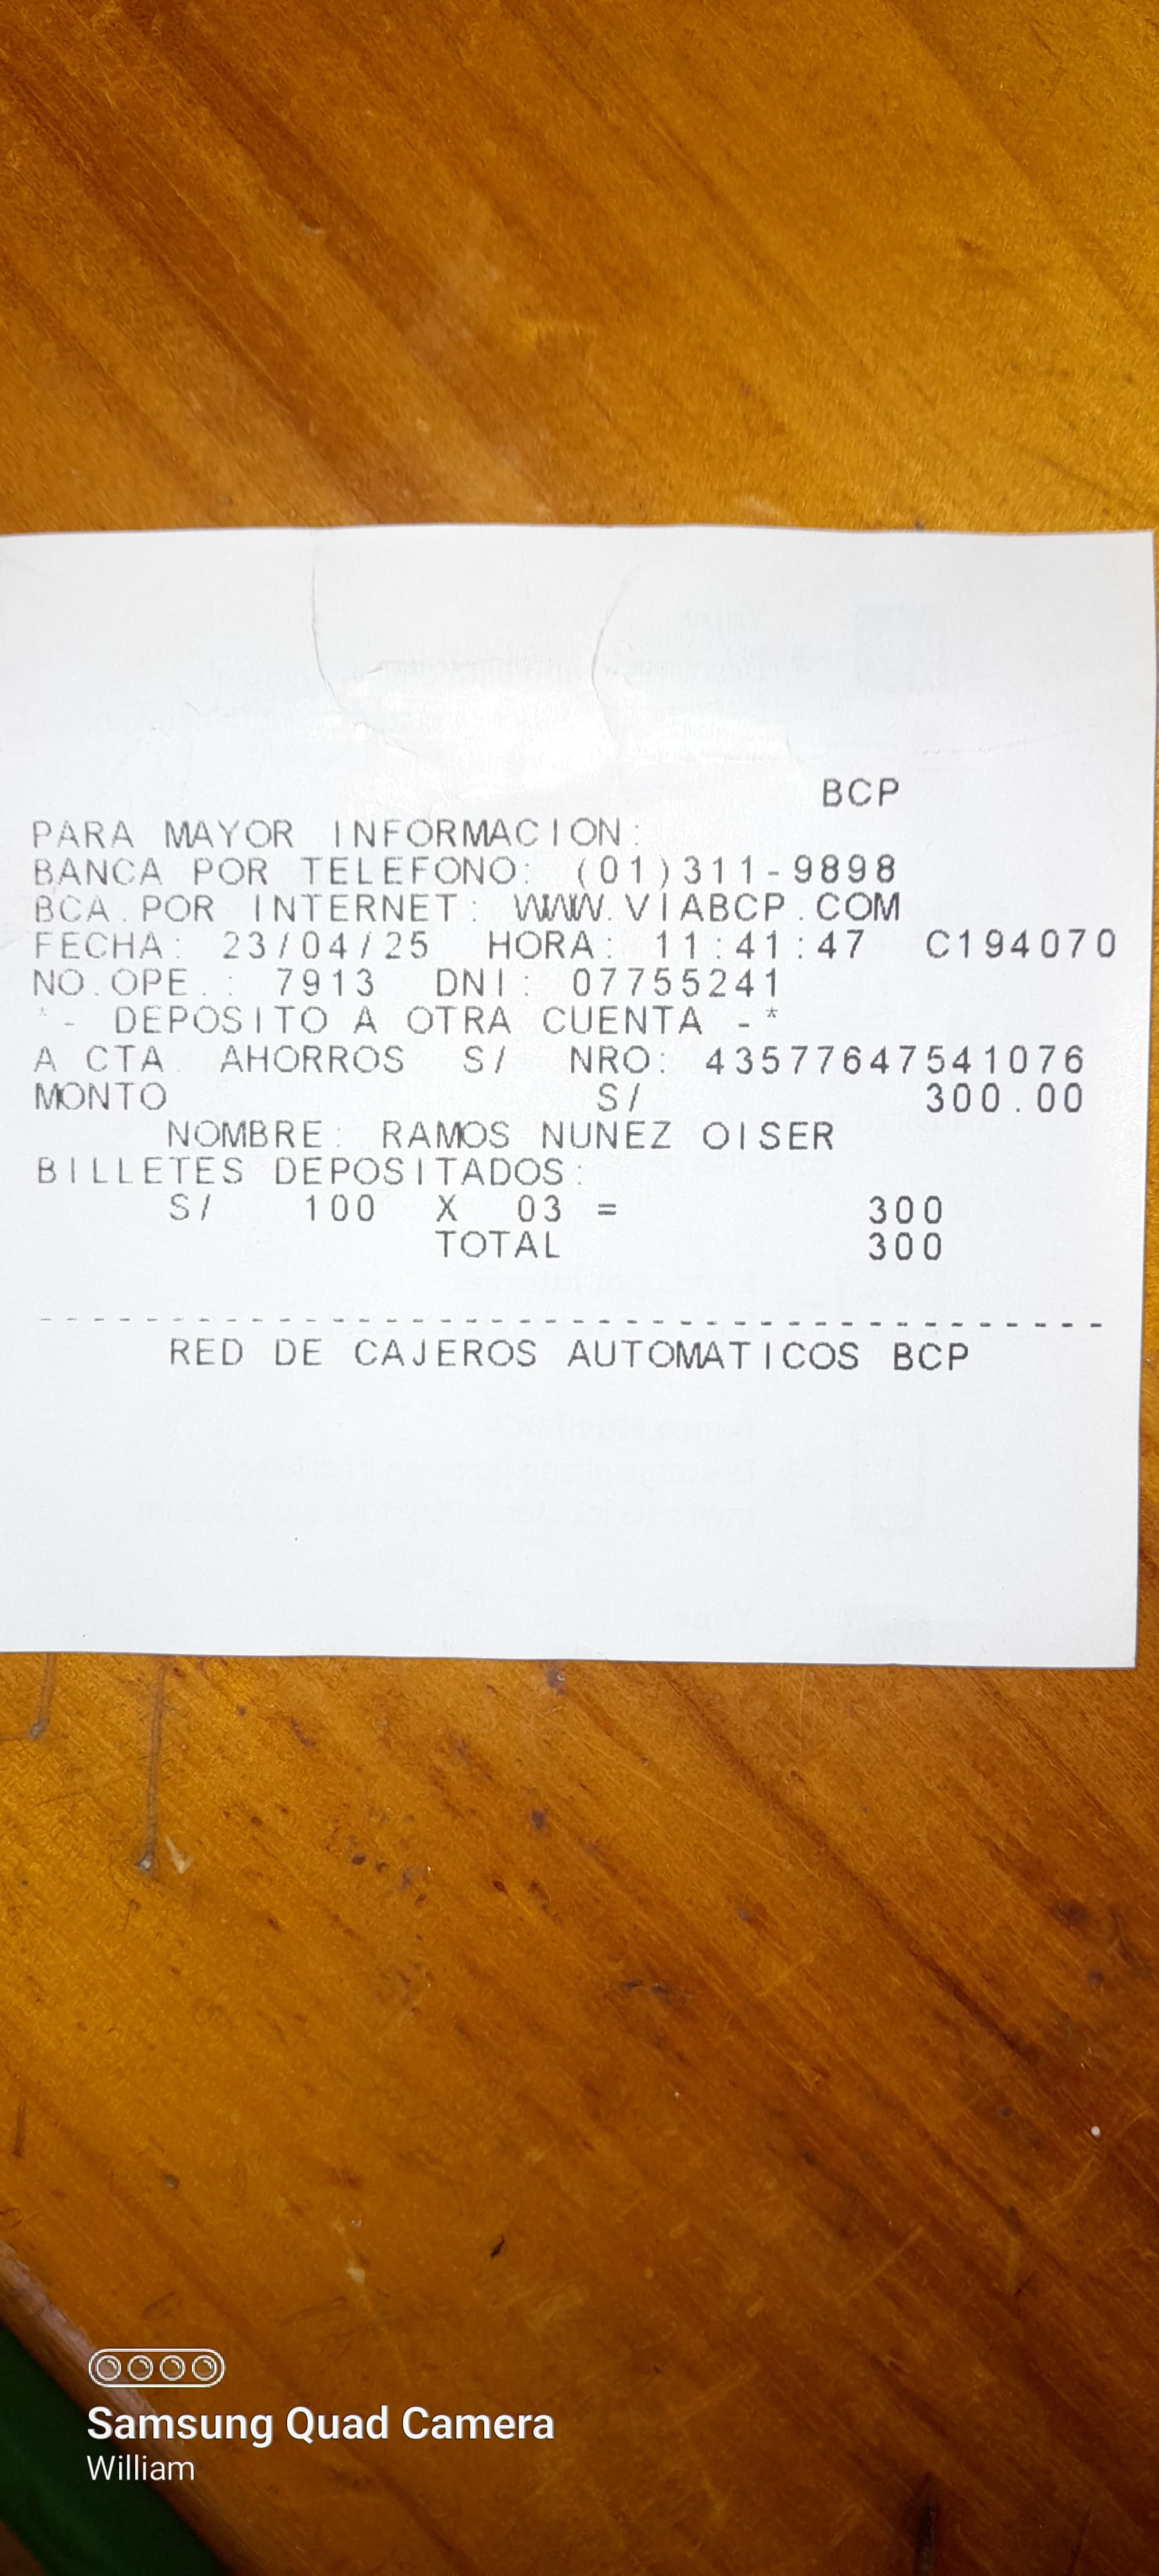 BCP
PARA MAYOR INFORMACION:
BANCA POR TELEFONO: (01)311-9898
BCA.POR INTERNET: WWW.VIABCP.COM
FECHA: 23/04/25 HORA: 11:41:47 C194070
NO.OPE.: 7913 DNI: 07755241
*- DEPOSITO A OTRA CUENTA -*
A CTA. AHORROS S/ NRO: 43577647541076
MONTO S/ 300.00
NOMBRE: RAMOS NUNEZ OISER
BILLETES DEPOSITADOS:
S/ 100 X 03 = 300
TOTAL 300
----------------------------------------
RED DE CAJEROS AUTOMATICOS BCP
Samsung Quad Camera
William